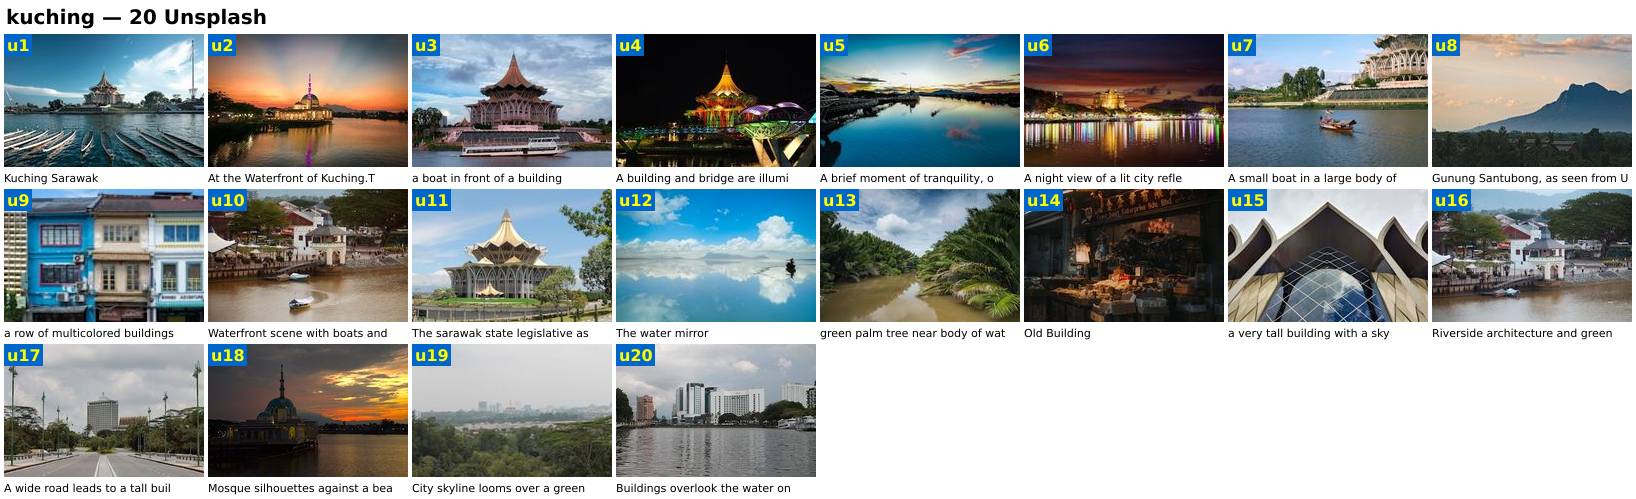 kuching — 20 Unsplash
u1
u2
u3
u4
u5
u6
u7
u8
Kuching Sarawak
At the Waterfront of Kuching.T
a boat in front of a building
A building and bridge are illumi
A brief moment of tranquility, o
A night view of a lit city refle
A small boat in a large body of
Gunung Santubong, as seen from U
u9
u10
u11
u12
u13
u14
u15
u16
a row of multicolored buildings
Waterfront scene with boats and
The sarawak state legislative as
The water mirror
green palm tree near body of wat
Old Building
a very tall building with a sky
Riverside architecture and green
u17
u18
u19
u20
A wide road leads to a tall buil
Mosque silhouettes against a bea
City skyline looms over a green
Buildings overlook the water on